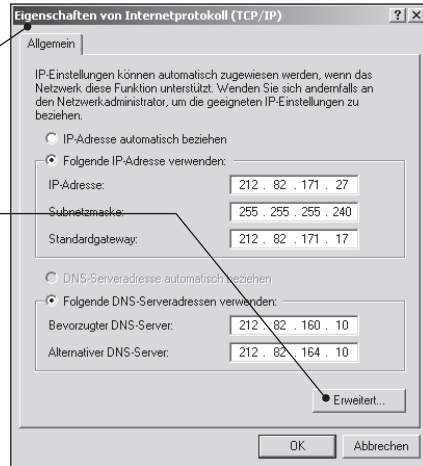 Eigenschaften von Internetprotokoll (TCP/IP)
Allgemein
IP-Einstellungen können automatisch zugewiesen werden, wenn das
Netzwerk diese Funktion unterstützt. Wenden Sie sich andernfalls an
den Netzwerkadministrator, um die geeigneten IP-Einstellungen zu
beziehen.
IP-Adresse automatisch beziehen
Folgende IP-Adresse verwenden:
IP-Adresse: 212 . 82 . 171 . 27
Subnetzmaske: 255 . 255 . 255 . 240
Standardgateway: 212 . 82 . 171 . 17
DNS-Serveradresse automatisch beziehen
Folgende DNS-Serveradressen verwenden:
Bevorzugter DNS-Server: 212 . 82 . 160 . 10
Alternativer DNS-Server: 212 . 82 . 164 . 10
Erweitert...
OK Abbrechen